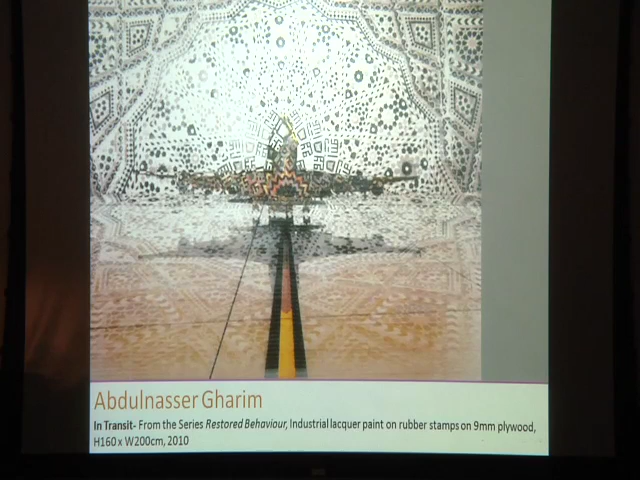 Abdulnasser Gharim
In Transit- From the Series Restored Behaviour, Industrial lacquer paint on rubber stamps on 9mm plywood,
H160 x W200cm, 2010